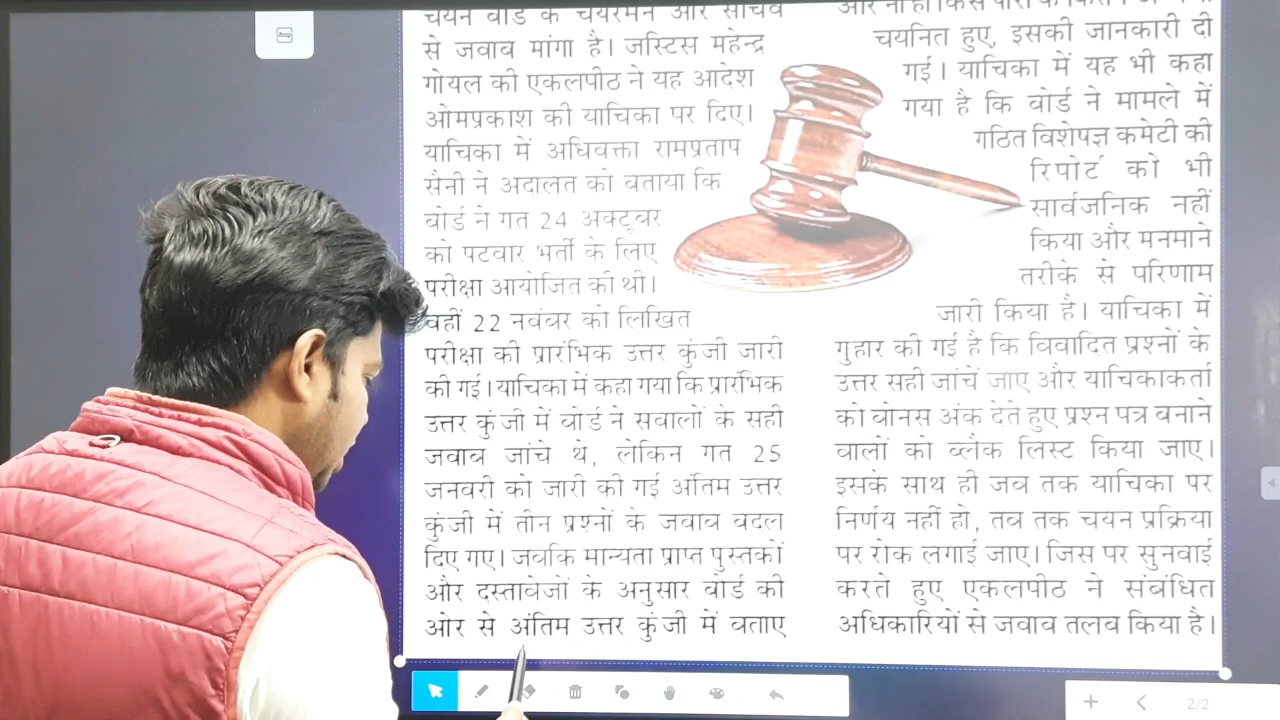 चयन बोर्ड के चेयरमैन और सचिव
से जवाब मांगा है। जस्टिस महेन्द्र
गोयल की एकलपीठ ने यह आदेश
ओमप्रकाश की याचिका पर दिए।
याचिका में अधिवक्ता रामप्रताप
सैनी ने अदालत को बताया कि
बोर्ड ने गत 24 अक्टूबर
को पटवार भर्ती के लिए
परीक्षा आयोजित की थी।
वहीं 22 नवंबर को लिखित
परीक्षा की प्रारंभिक उत्तर कुंजी जारी
की गई। याचिका में कहा गया कि प्रारंभिक
उत्तर कुंजी में बोर्ड ने सवालों के सही
जवाब जांचे थे, लेकिन गत 25
जनवरी को जारी की गई अंतिम उत्तर
कुंजी में तीन प्रश्नों के जवाब बदल
दिए गए। जबकि मान्यता प्राप्त पुस्तकों
और दस्तावेजों के अनुसार बोर्ड की
ओर से अंतिम उत्तर कुंजी में बताए
और ना ही किस
चयनित हुए, इसकी जानकारी दी
गई। याचिका में यह भी कहा
गया है कि बोर्ड ने मामले में
गठित विशेषज्ञ कमेटी की
रिपोर्ट को भी
सार्वजनिक नहीं
किया और मनमाने
तरीके से परिणाम
जारी किया है। याचिका में
गुहार की गई है कि विवादित प्रश्नों के
उत्तर सही जांचें जाए और याचिकाकर्ता
को बोनस अंक देते हुए प्रश्न पत्र बनाने
वालों को ब्लैक लिस्ट किया जाए।
इसके साथ ही जब तक याचिका पर
निर्णय नहीं हो, तब तक चयन प्रक्रिया
पर रोक लगाई जाए। जिस पर सुनवाई
करते हुए एकलपीठ ने संबंधित
अधिकारियों से जवाब तलब किया है।
2/2